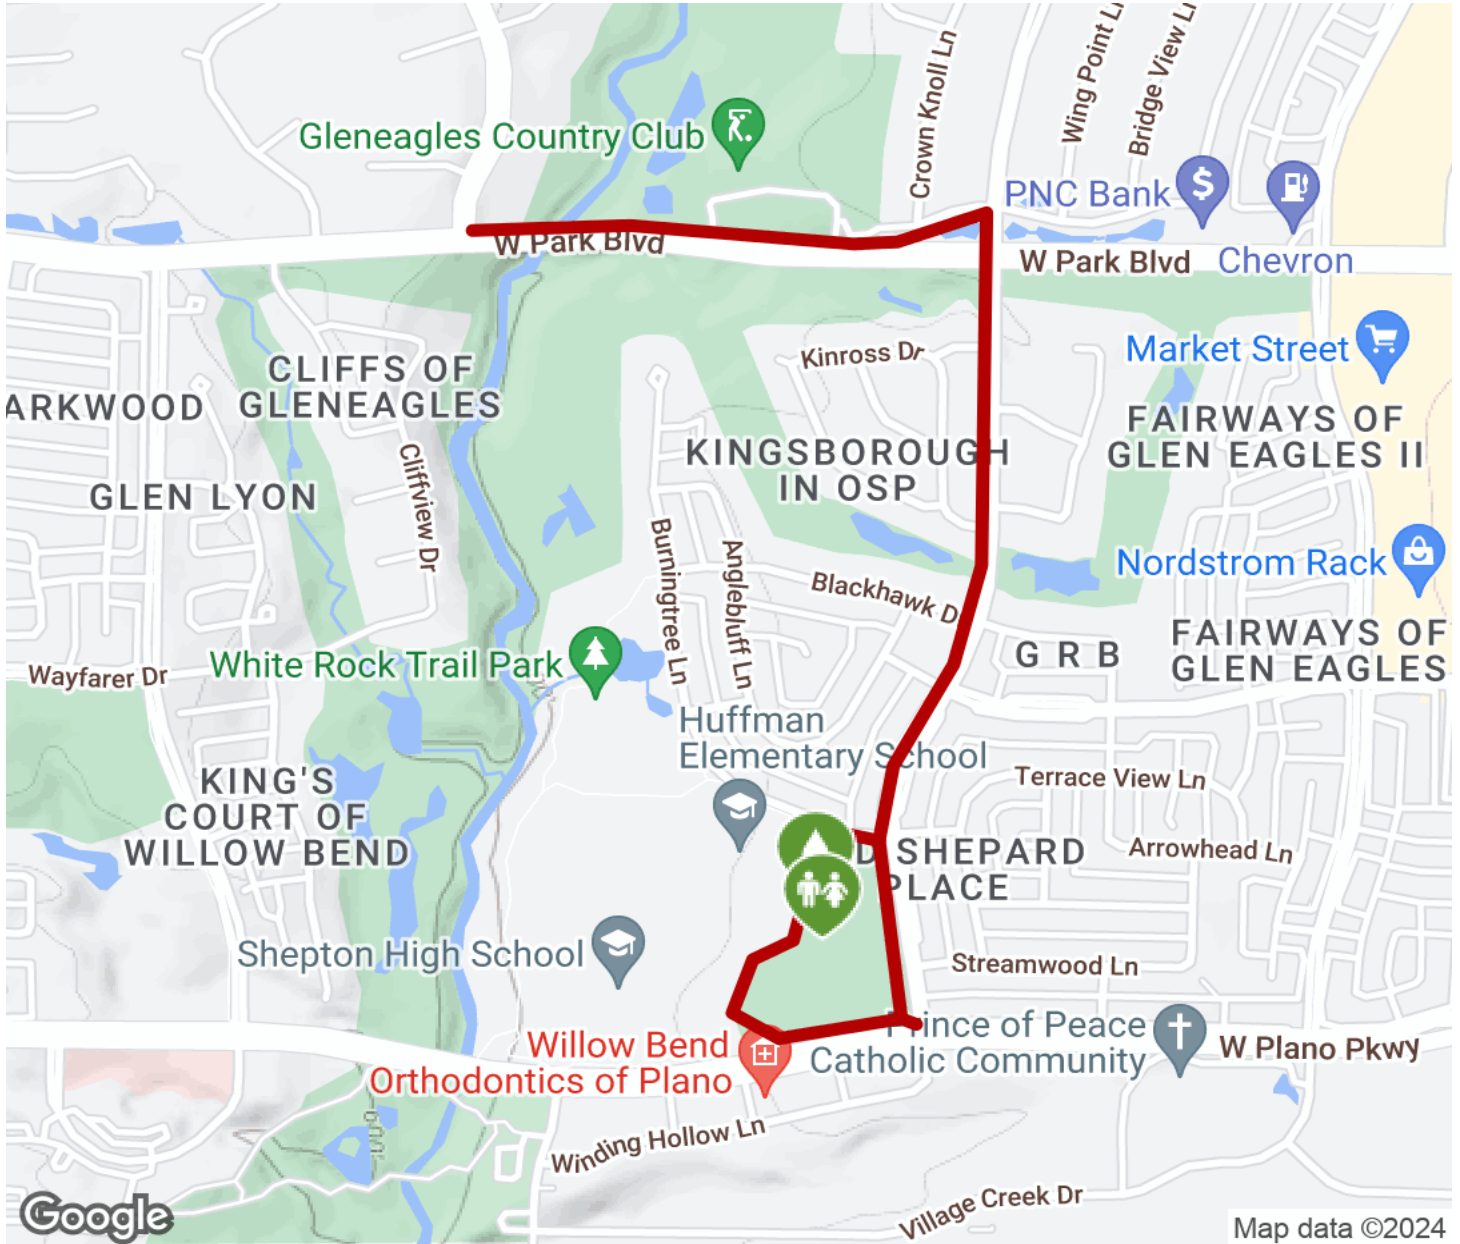 Crown Knoll Ln
Wing Point L
Bridge View Ln
Gleneagles Country Club
PNC Bank
$
W Park Blvd
W Park Blvd
Chevron
Kinross Dr
Market Street
CLIFFS OF
GLENEAGLES
ARKWOOD
FAIRWAYS OF
GLEN EAGLES II
KINGSBOROUGH
IN OSP
GLEN LYON
Cliffview Dr
Burningtree Ln
Anglebluff Ln
Blackhawk D
Nordstrom Rack
G R B
FAIRWAYS OF
GLEN EAGLES
Wayfarer Dr
White Rock Trail Park
Huffman
Elementary School
Terrace View Ln
KING'S
COURT OF
WILLOW BEND
D SHEPARD
PLACE
Arrowhead Ln
Shepton High School
Streamwood Ln
Willow Bend
Orthodontics of Plano
Prince of Peace
Catholic Community
W Plano Pkwy
Winding Hollow Ln
Village Creek Dr
Google
Map data ©2024